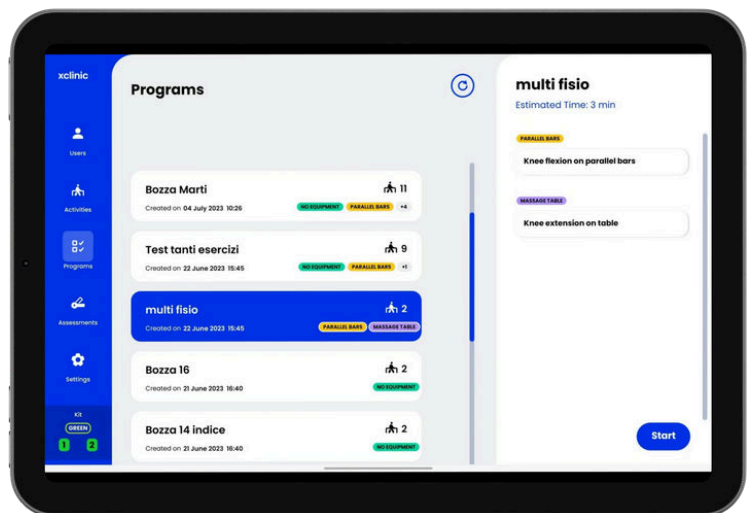 xclinic
Users
Activities
Programs
Assessments
Settings
Kit
GREEN
1 2
Programs
Bozza Marti 11
Created on 04 July 2023 10:26 NO EQUIPMENT PARALLEL BARS +4
Test tanti esercizi 9
Created on 22 June 2023 15:45 NO EQUIPMENT PARALLEL BARS +1
multi fisio 2
Created on 22 June 2023 15:45 PARALLEL BARS MASSAGE TABLE
Bozza 16 2
Created on 21 June 2023 16:40 NO EQUIPMENT
Bozza 14 indice 2
Created on 21 June 2023 16:40 NO EQUIPMENT
multi fisio
Estimated Time: 3 min
PARALLEL BARS
Knee flexion on parallel bars
MASSAGE TABLE
Knee extension on table
Start